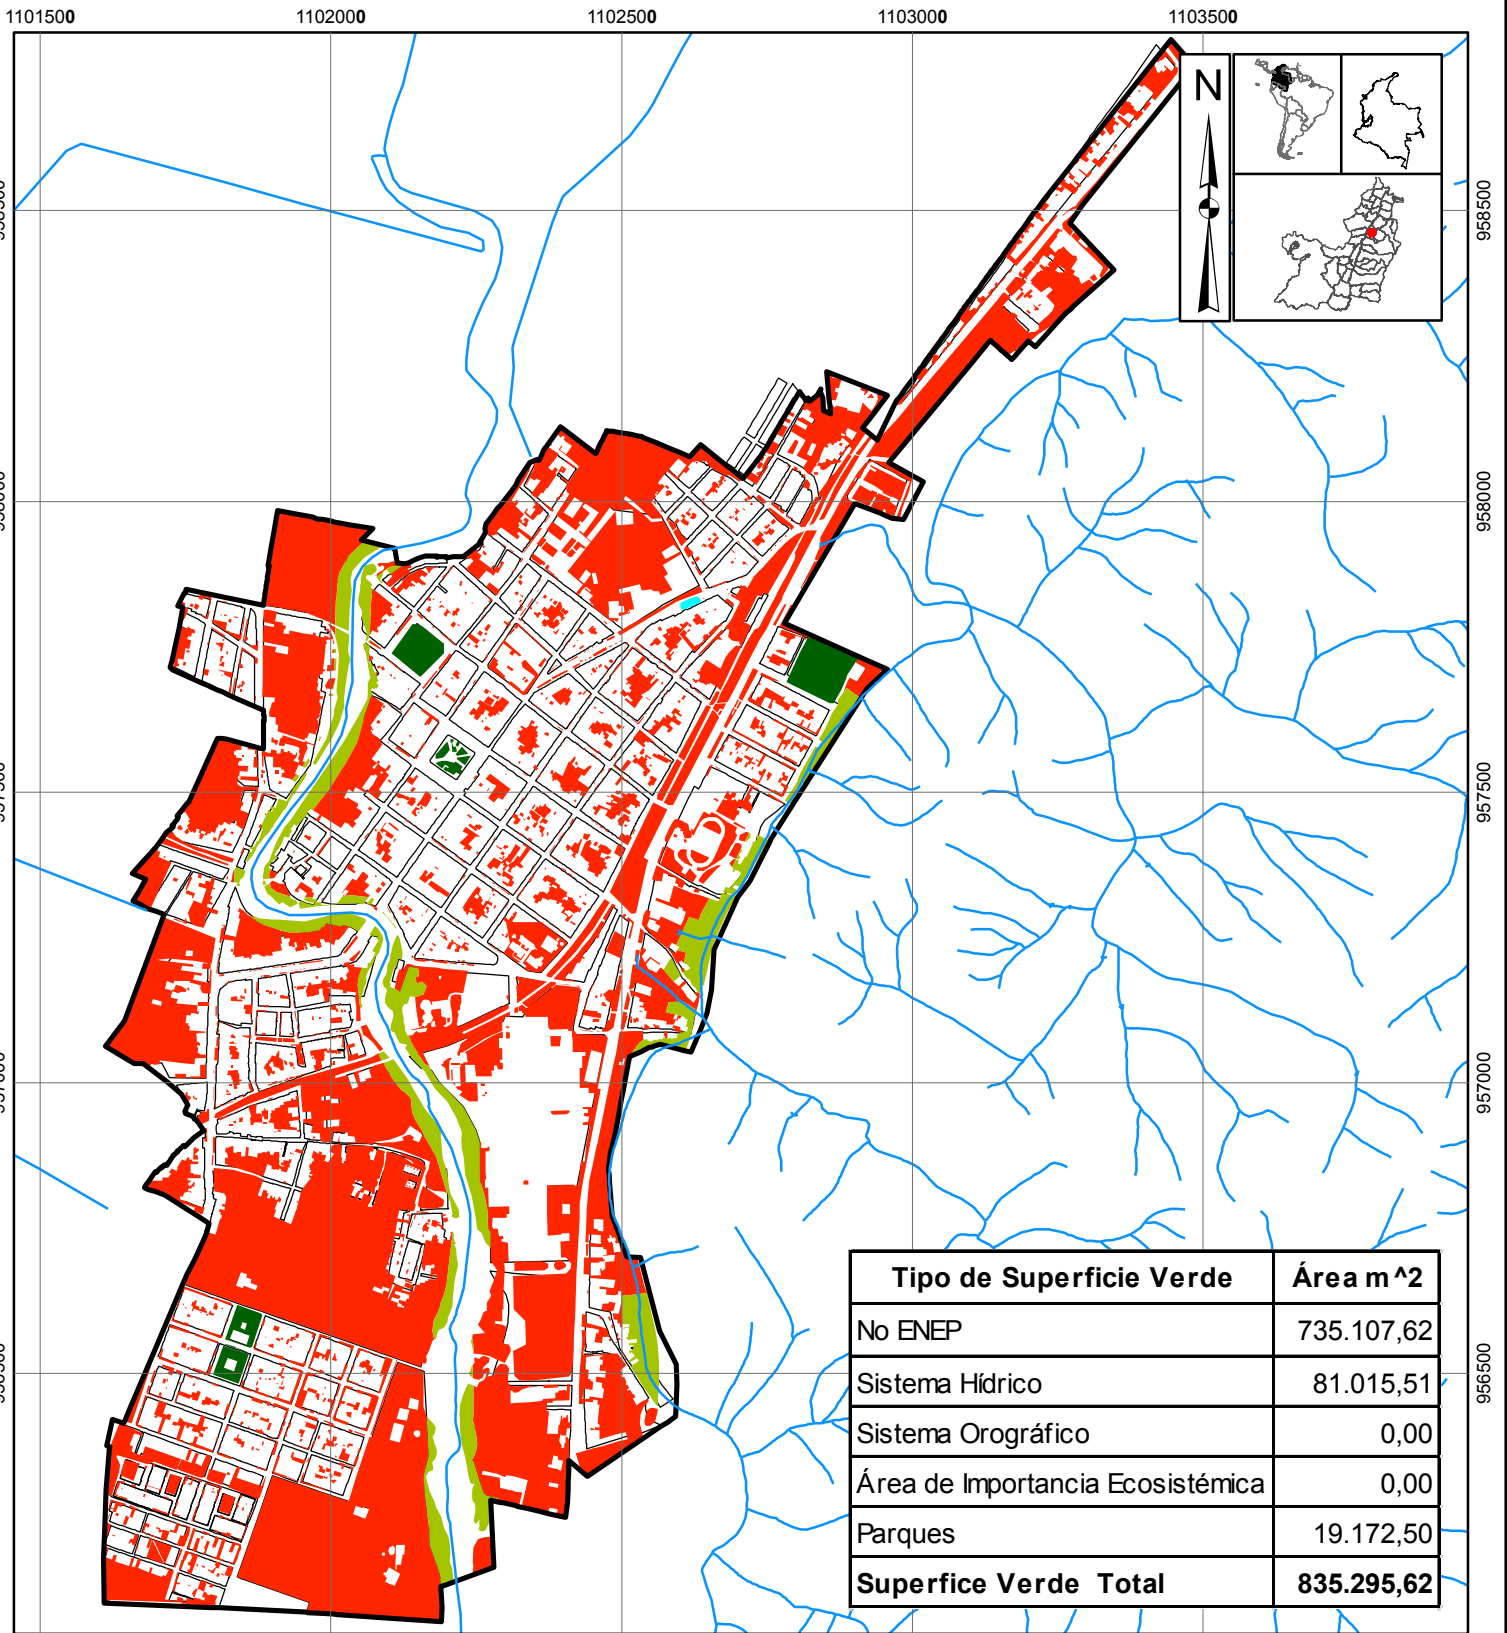 1101500 1102000 1102500 1103000 1103500
N
958500
958000
957500
957000
956500
Tipo de Superficie Verde Área m^2
No ENEP 735.107,62
Sistema Hídrico 81.015,51
Sistema Orográfico 0,00
Área de Importancia Ecosistémica 0,00
Parques 19.172,50
Superfice Verde Total 835.295,62